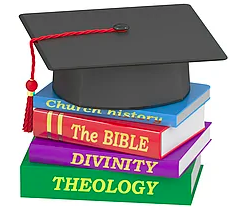 Church history
The BIBLE
DIVINITY
THEOLOGY